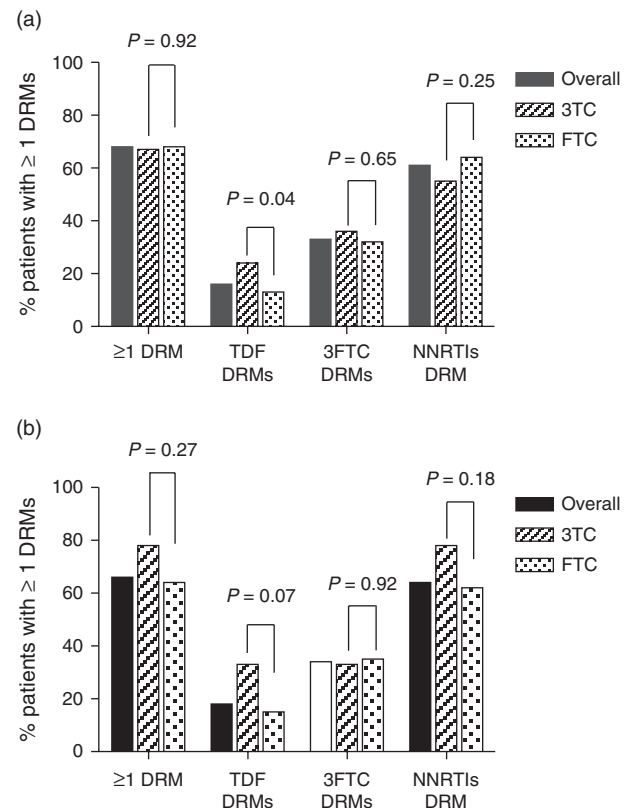 (a)
P = 0.92
P = 0.25
P = 0.65
P = 0.04
% patients with ≥ 1 DRMs
100
80
60
40
20
0
≥1 DRM
TDF
DRMs
3FTC
DRMs
NNRTIs
DRM
Overall
3TC
FTC
(b)
P = 0.27
P = 0.18
P = 0.92
P = 0.07
% patients with ≥ 1 DRMs
100
80
60
40
20
0
≥1 DRM
TDF
DRMs
3FTC
DRMs
NNRTIs
DRM
Overall
3TC
FTC